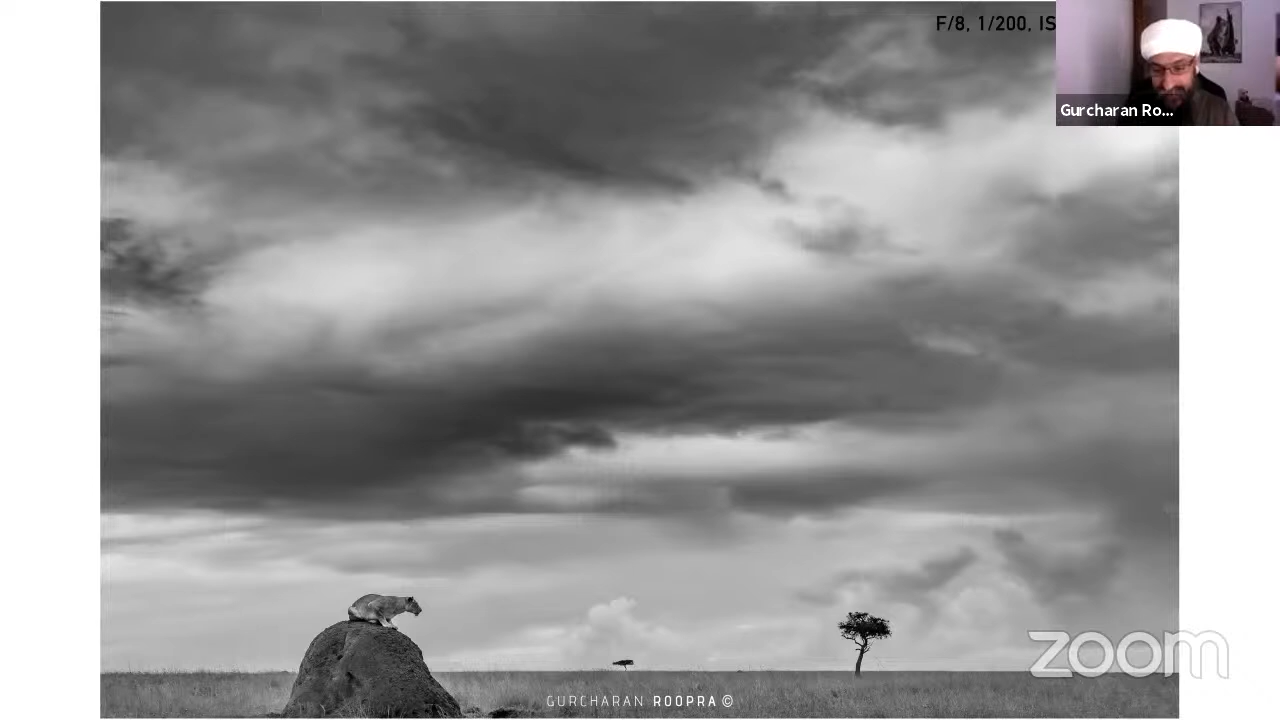 F/8, 1/200, IS
Gurcharan Ro...
zoom
GURCHARAN ROOPRA ©